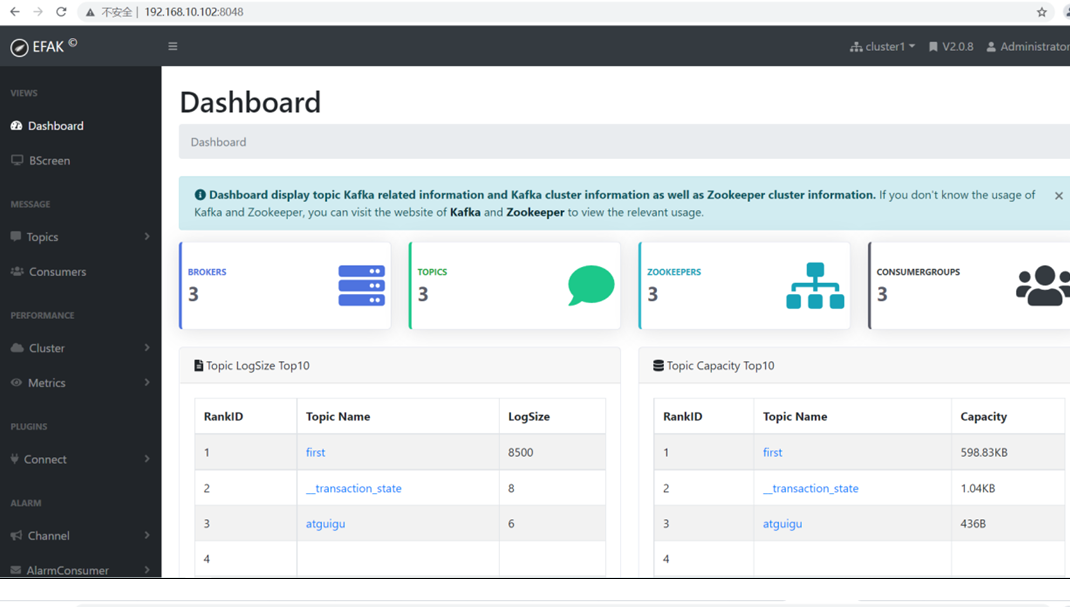 不安全 | 192.168.10.102:8048
EFAK ©
cluster1
V2.0.8
Administrator
VIEWS
Dashboard
BScreen
MESSAGE
Topics
Consumers
PERFORMANCE
Cluster
Metrics
PLUGINS
Connect
ALARM
Channel
AlarmConsumer
Dashboard
Dashboard
Dashboard display topic Kafka related information and Kafka cluster information as well as Zookeeper cluster information. If you don't know the usage of
Kafka and Zookeeper, you can visit the website of Kafka and Zookeeper to view the relevant usage.
BROKERS
3
TOPICS
3
ZOOKEEPERS
3
CONSUMERGROUPS
3
Topic LogSize Top10
RankID Topic Name LogSize
1 first 8500
2 __transaction_state 8
3 atguigu 6
4
Topic Capacity Top10
RankID Topic Name Capacity
1 first 598.83KB
2 __transaction_state 1.04KB
3 atguigu 436B
4